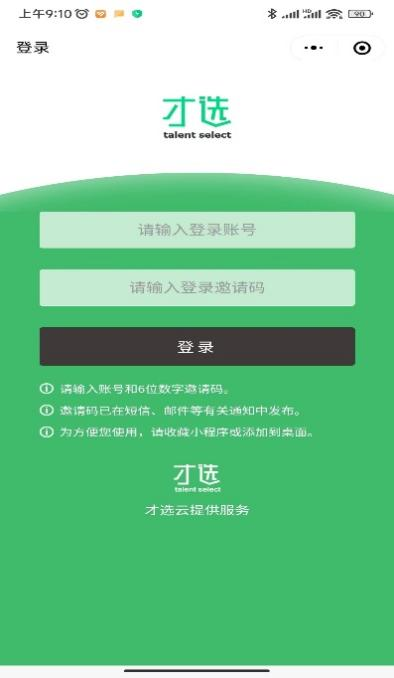 上午9:10
HD
90
登录
才选
talent select
请输入登录账号
请输入登录邀请码
登录
请输入账号和6位数字邀请码。
邀请码已在短信、邮件等有关通知中发布。
为方便您使用，请收藏小程序或添加到桌面。
才选
talent select
才选云提供服务